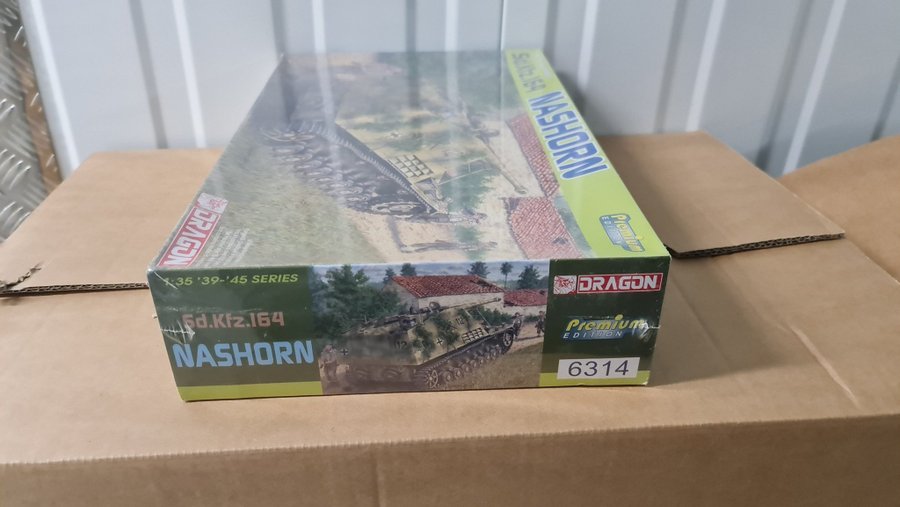 Sd.Kfz.164 NASHORN
Premium
EDITION
DRAGON
1:35 '39-'45 SERIES
Sd.Kfz.164
NASHORN
DRAGON
Premium
EDITION
6314